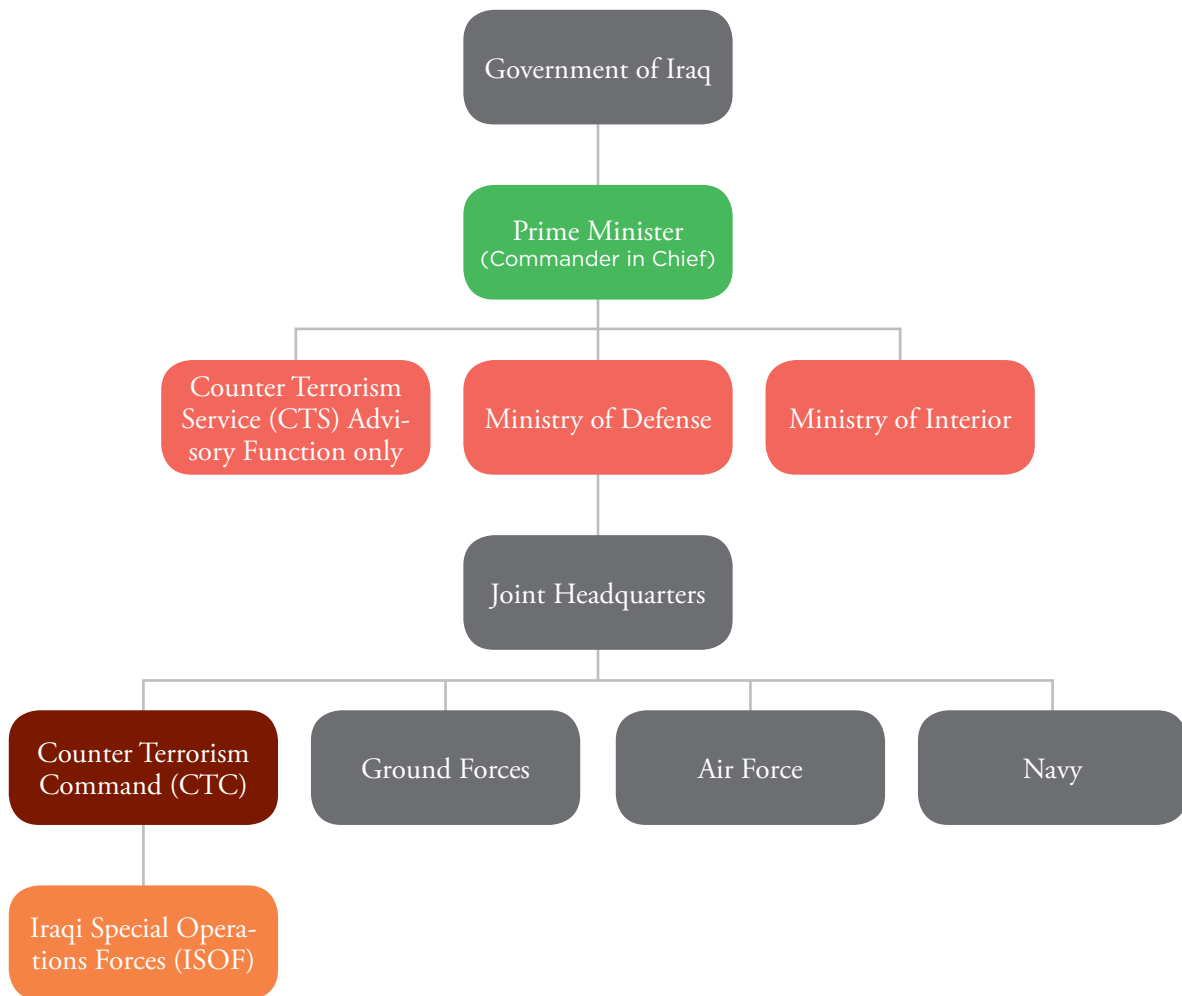 Government of Iraq
Prime Minister
(Commander in Chief)
Counter Terrorism
Service (CTS) Advi-
sory Function only
Ministry of Defense
Ministry of Interior
Joint Headquarters
Counter Terrorism
Command (CTC)
Ground Forces
Air Force
Navy
Iraqi Special Opera-
tions Forces (ISOF)